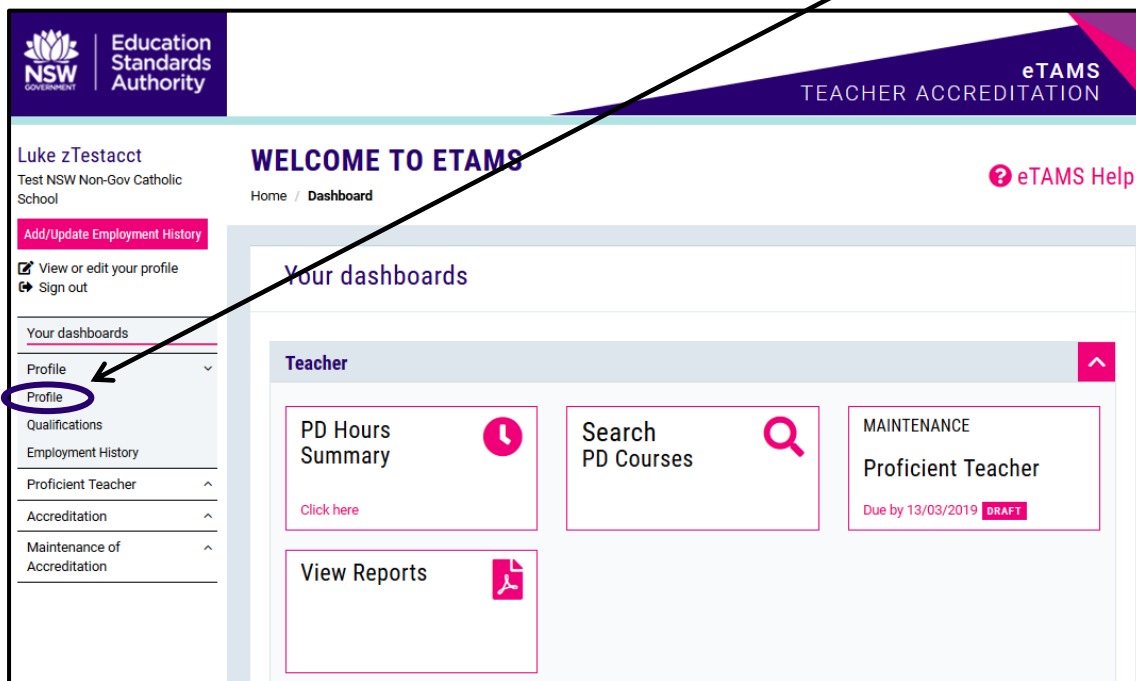 NSW
GOVERNMENT
Education
Standards
Authority
eTAMS
TEACHER ACCREDITATION
Luke zTestacct
Test NSW Non-Gov Catholic
School
Add/Update Employment History
View or edit your profile
Sign out
Your dashboards
Profile
Profile
Qualifications
Employment History
Proficient Teacher
Accreditation
Maintenance of
Accreditation
WELCOME TO ETAMS
Home / Dashboard
eTAMS Help
Your dashboards
Teacher
PD Hours
Summary
Click here
Search
PD Courses
MAINTENANCE
Proficient Teacher
Due by 13/03/2019 DRAFT
View Reports